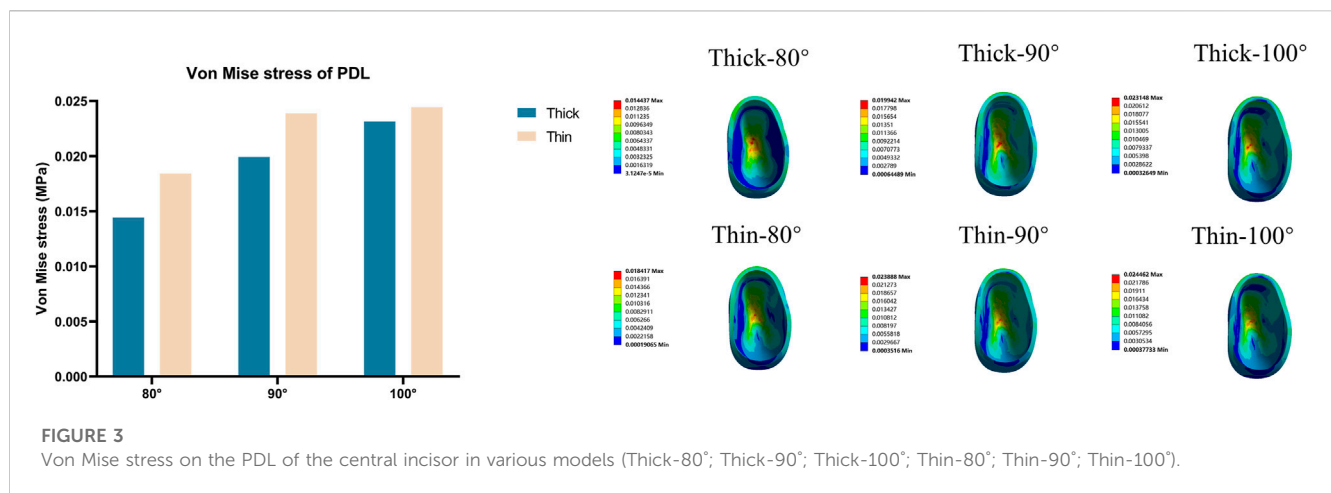 Von Mise stress of PDL
Von Mise stress (MPa)
0.025
0.020
0.015
0.010
0.005
0.000
80°
90°
100°
Thick
Thin
Thick-80°
0.014437 Max
0.012836
0.011235
0.0096349
0.0080343
0.0064337
0.0048331
0.0032325
0.0016319
3.1247e-5 Min
Thick-90°
0.019942 Max
0.017798
0.015654
0.01351
0.011366
0.0092214
0.0070773
0.0049332
0.002789
0.00064489 Min
Thick-100°
0.023148 Max
0.020612
0.018077
0.015541
0.013005
0.010469
0.0079337
0.005398
0.0028622
0.00032649 Min
Thin-80°
0.018417 Max
0.016391
0.014366
0.012341
0.010316
0.0082911
0.006266
0.0042409
0.0022158
0.00019065 Min
Thin-90°
0.023888 Max
0.021273
0.018657
0.016042
0.013427
0.010812
0.008197
0.0055818
0.0029667
0.0003516 Min
Thin-100°
0.024462 Max
0.021786
0.01911
0.016434
0.013758
0.011082
0.0084056
0.0057295
0.0030534
0.00037733 Min
FIGURE 3
Von Mise stress on the PDL of the central incisor in various models (Thick-80°; Thick-90°; Thick-100°; Thin-80°; Thin-90°; Thin-100°).